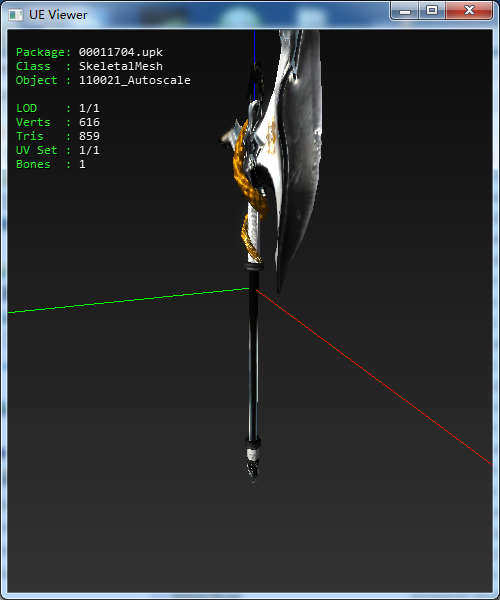 UE Viewer
Package: 00011704.upk
Class : SkeletalMesh
Object : 110021_Autoscale
LOD : 1/1
Verts : 616
Tris : 859
UV Set : 1/1
Bones : 1